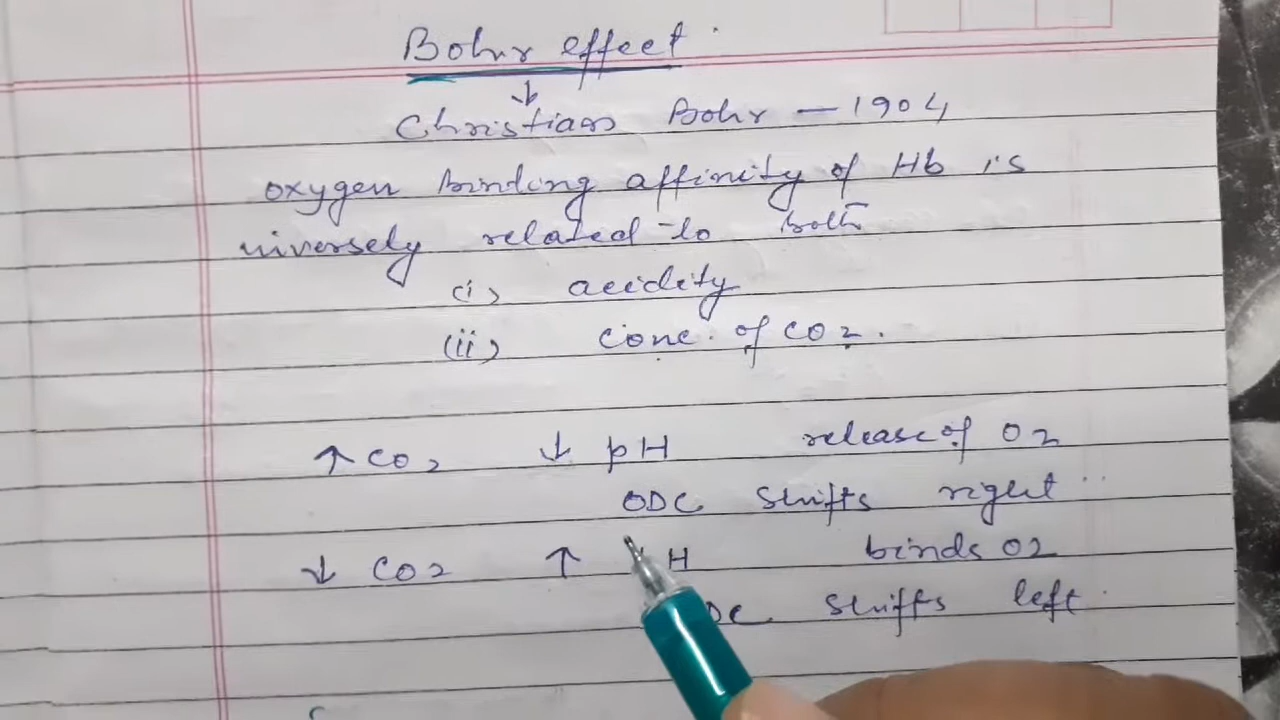 Bohr effect
↓
Christian Bohr — 1904
oxygen binding affinity of Hb is
inversely related to both
(i) acidity
(ii) conc. of CO2.
↑ CO2 ↓ pH release of O2
ODC shifts right
↓ CO2 ↑ H binds O2
DC shifts left